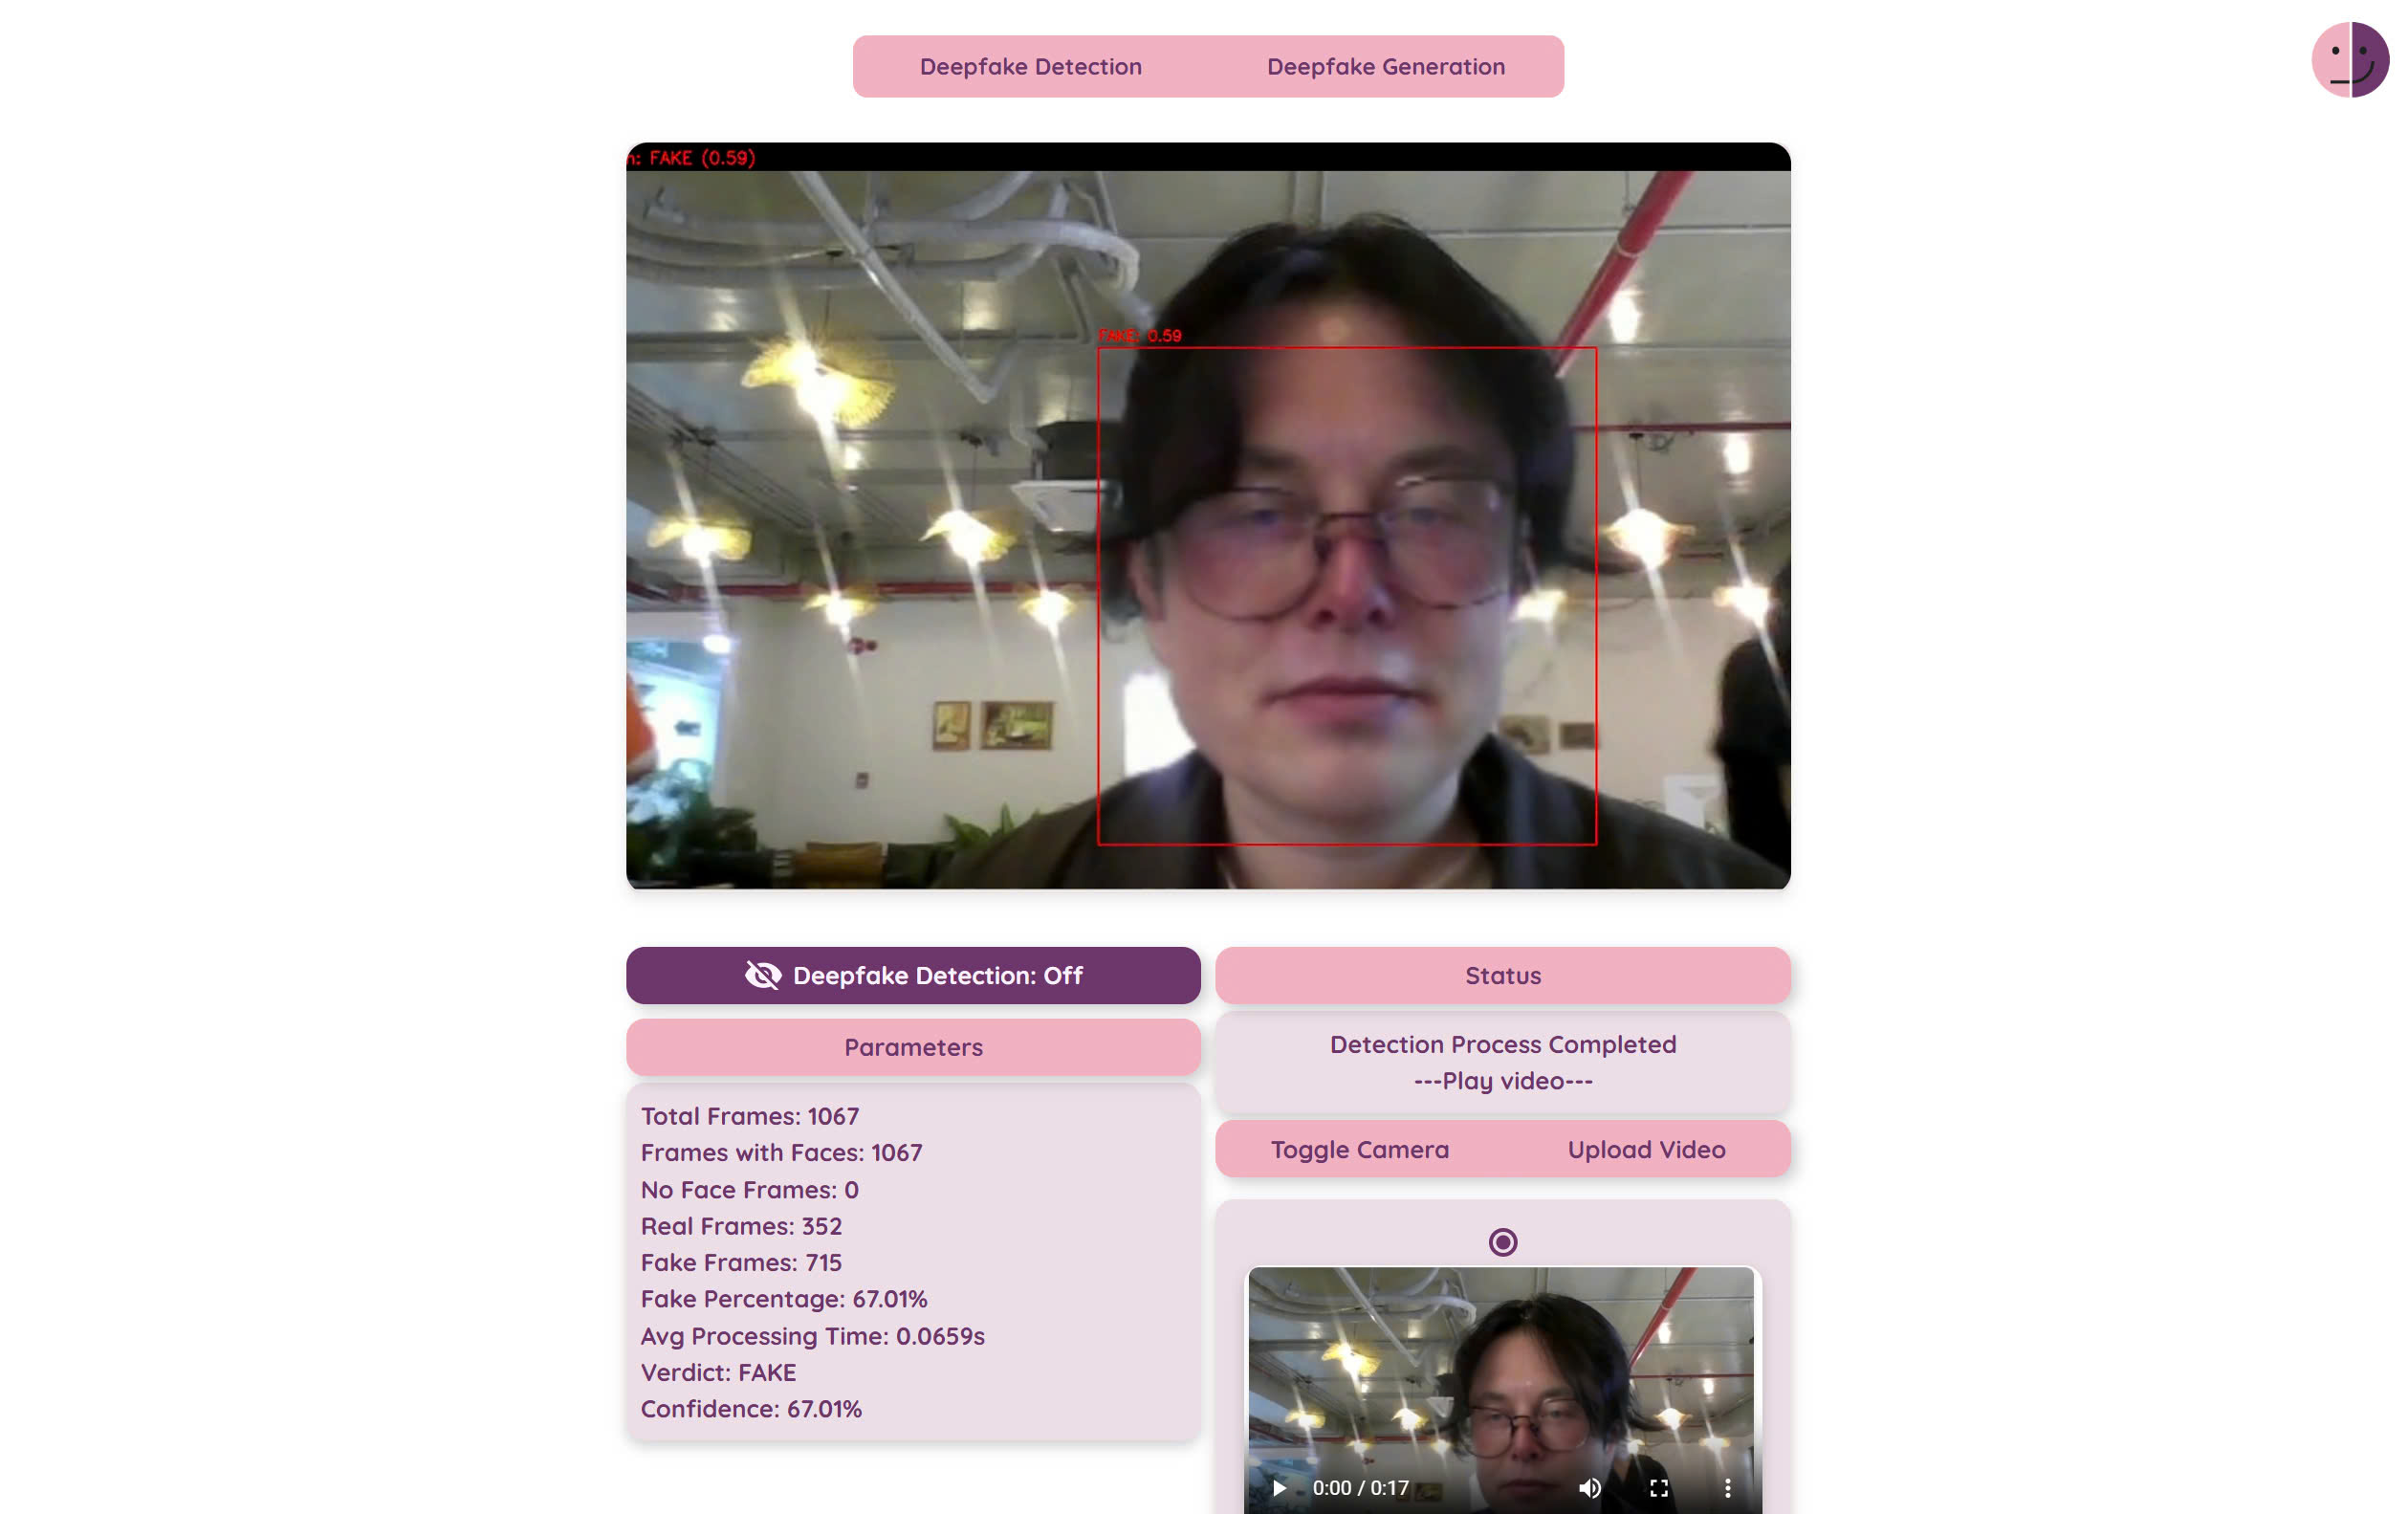 Deepfake Detection
Deepfake Generation
n: FAKE (0.59)
FAKE: 0.59
Deepfake Detection: Off
Parameters
Total Frames: 1067
Frames with Faces: 1067
No Face Frames: 0
Real Frames: 352
Fake Frames: 715
Fake Percentage: 67.01%
Avg Processing Time: 0.0659s
Verdict: FAKE
Confidence: 67.01%
Status
Detection Process Completed
---Play video---
Toggle Camera
Upload Video
0:00 / 0:17